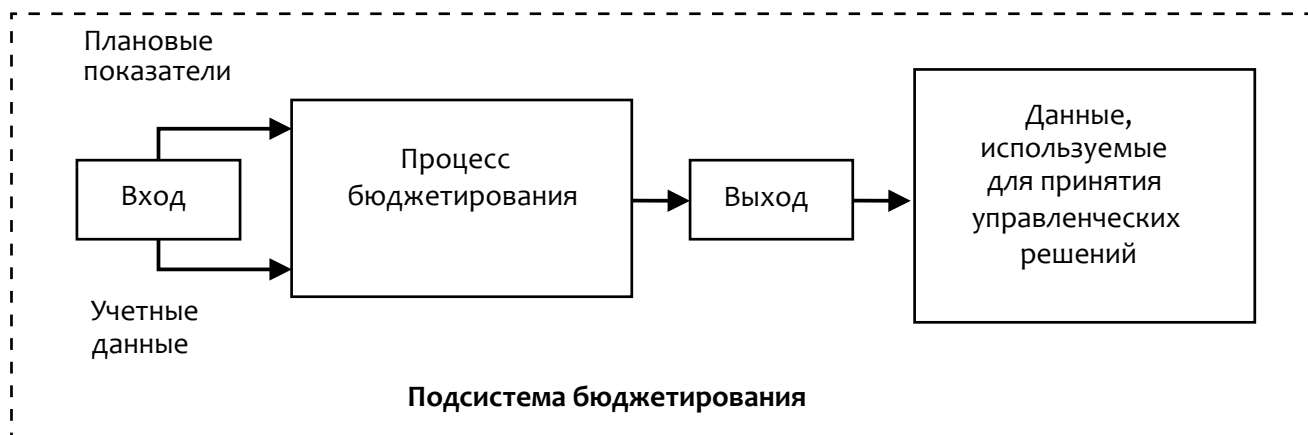 Плановые
показатели
Вход
Учетные
данные
Процесс
бюджетирования
Выход
Данные,
используемые
для принятия
управленческих
решений
Подсистема бюджетирования